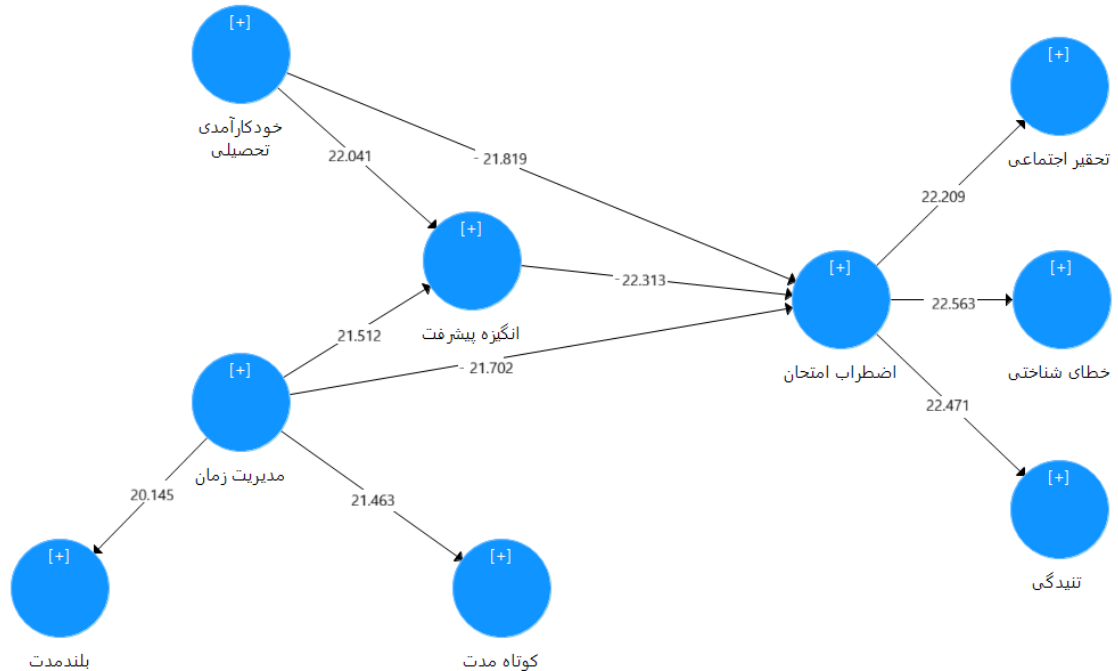 [+]
خودکارآمدی
تحصیلی
[+]
تحقیر اجتماعی
22.041
- 21.819
22.209
[+]
انگیزه پیشرفت
-22.313
[+]
اضطراب امتحان
22.563
[+]
خطای شناختی
21.512
- 21.702
22.471
[+]
مدیریت زمان
[+]
تنیدگی
20.145
21.463
[+]
بلندمدت
[+]
کوتاه مدت